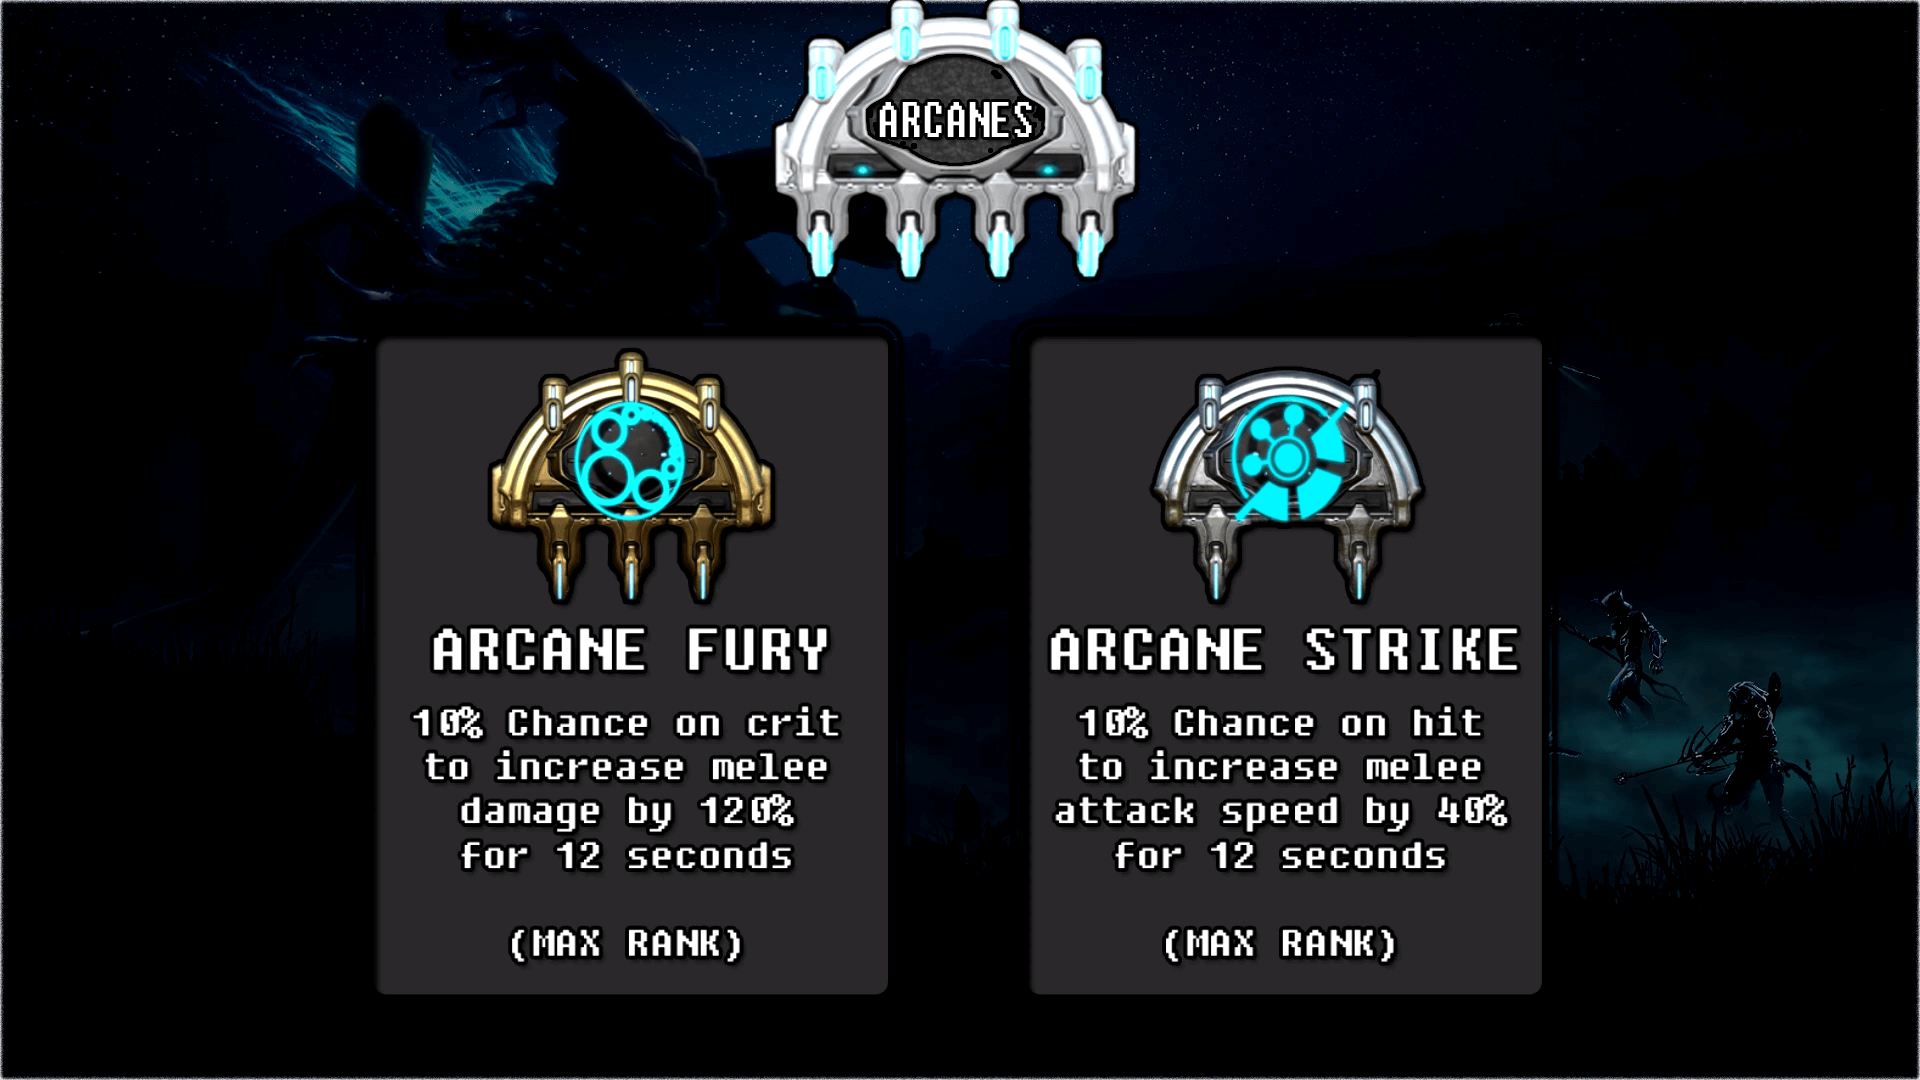 ARCANES
ARCANE FURY
10% Chance on crit
to increase melee
damage by 120%
for 12 seconds
(MAX RANK)
ARCANE STRIKE
10% Chance on hit
to increase melee
attack speed by 40%
for 12 seconds
(MAX RANK)